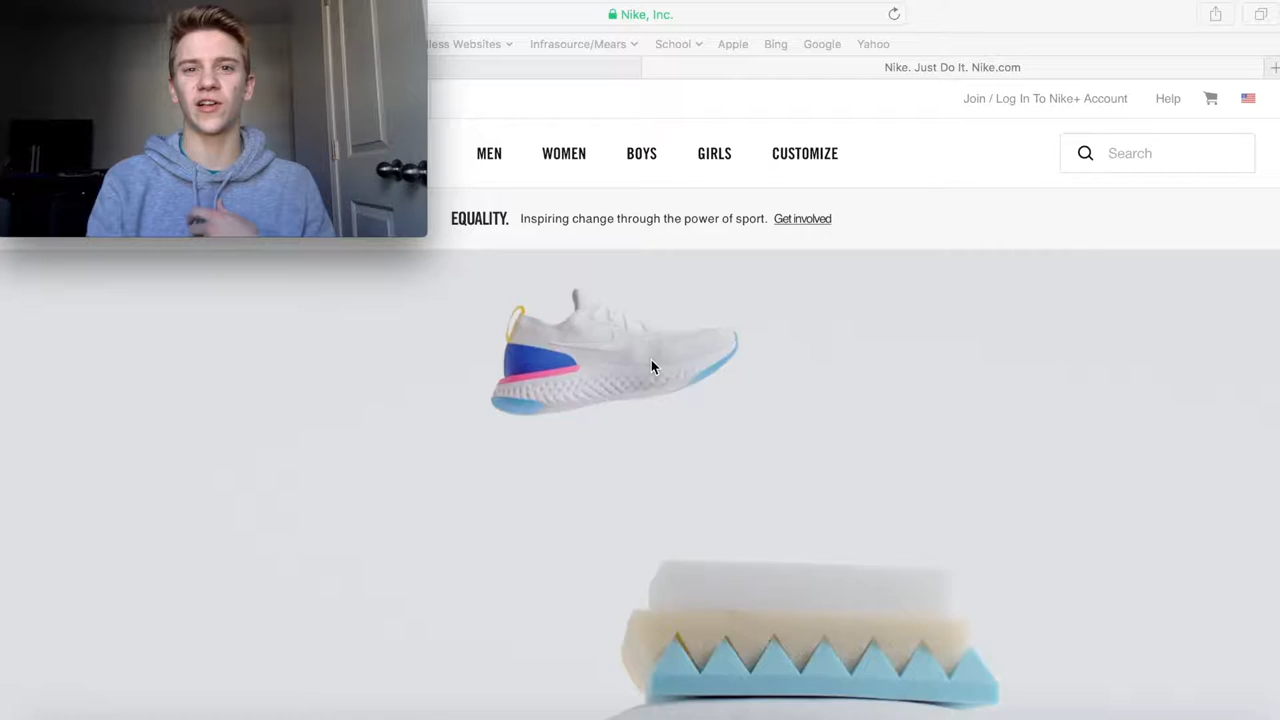 Nike, Inc.
less Websites Infrasource/Mears School Apple Bing Google Yahoo
Nike. Just Do It. Nike.com
Join / Log In To Nike+ Account Help
MEN WOMEN BOYS GIRLS CUSTOMIZE Search
EQUALITY. Inspiring change through the power of sport. Get involved